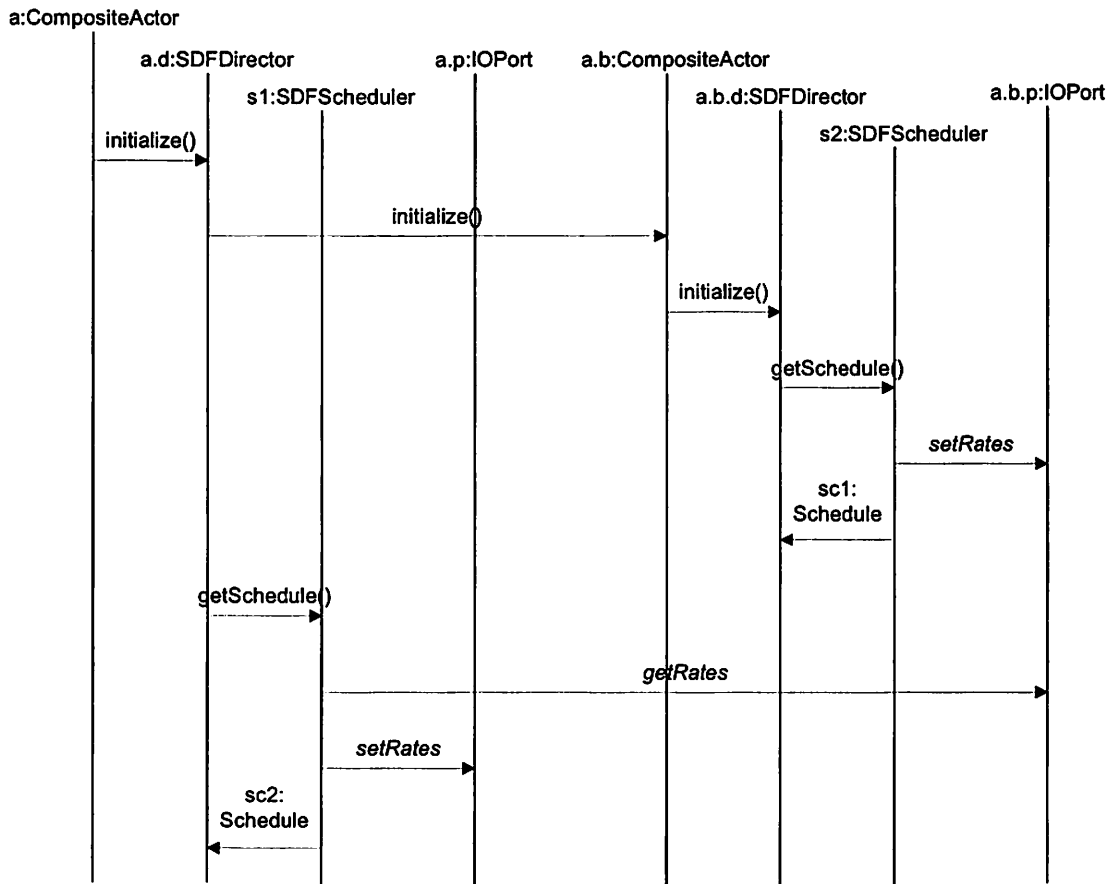 a:CompositeActor
a.d:SDFDirector
a.p:IOPort
a.b:CompositeActor
s1:SDFScheduler
a.b.d:SDFDirector
a.b.p:IOPort
s2:SDFScheduler
initialize()
initialize()
initialize()
getSchedule()
setRates
sc1:
Schedule
getSchedule()
getRates
setRates
sc2:
Schedule